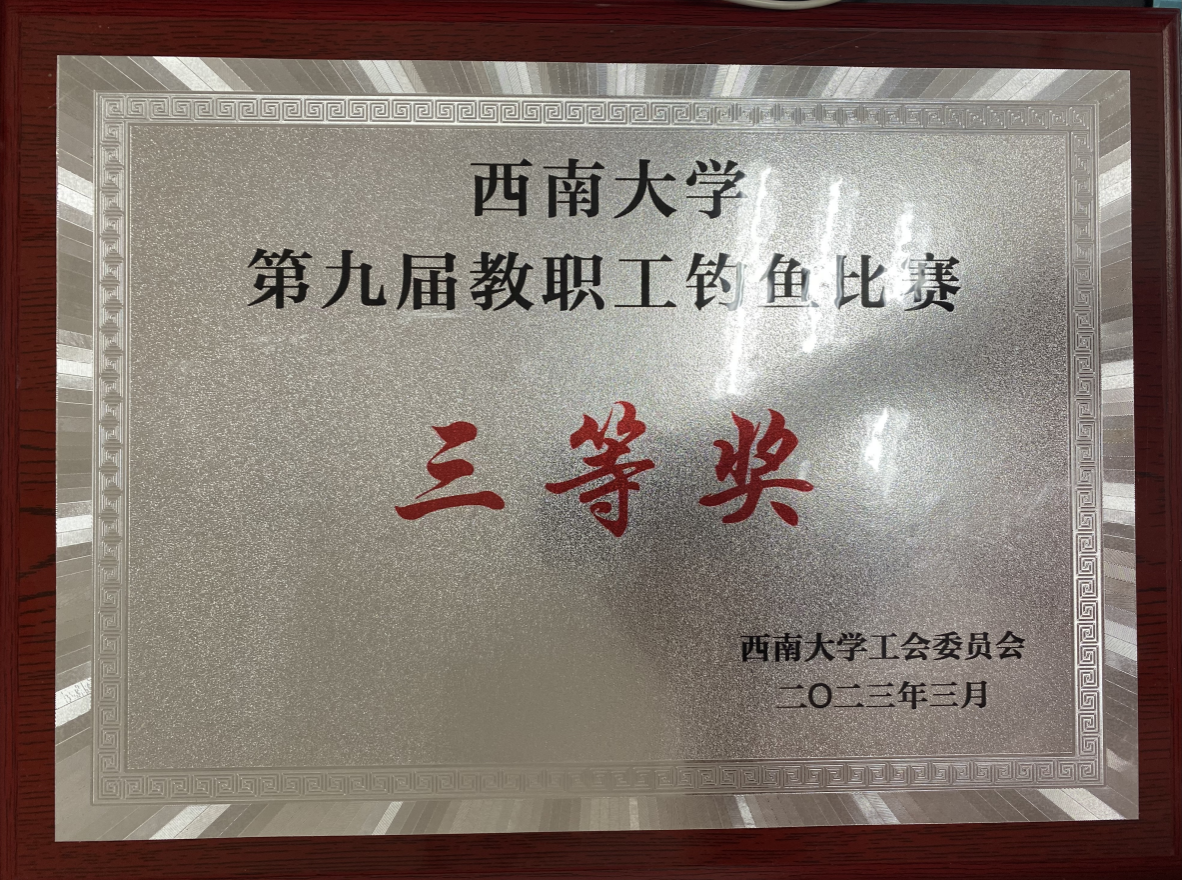 西南大学
第九届教职工钓鱼比赛
三等奖
西南大学工会委员会
二〇二三年三月